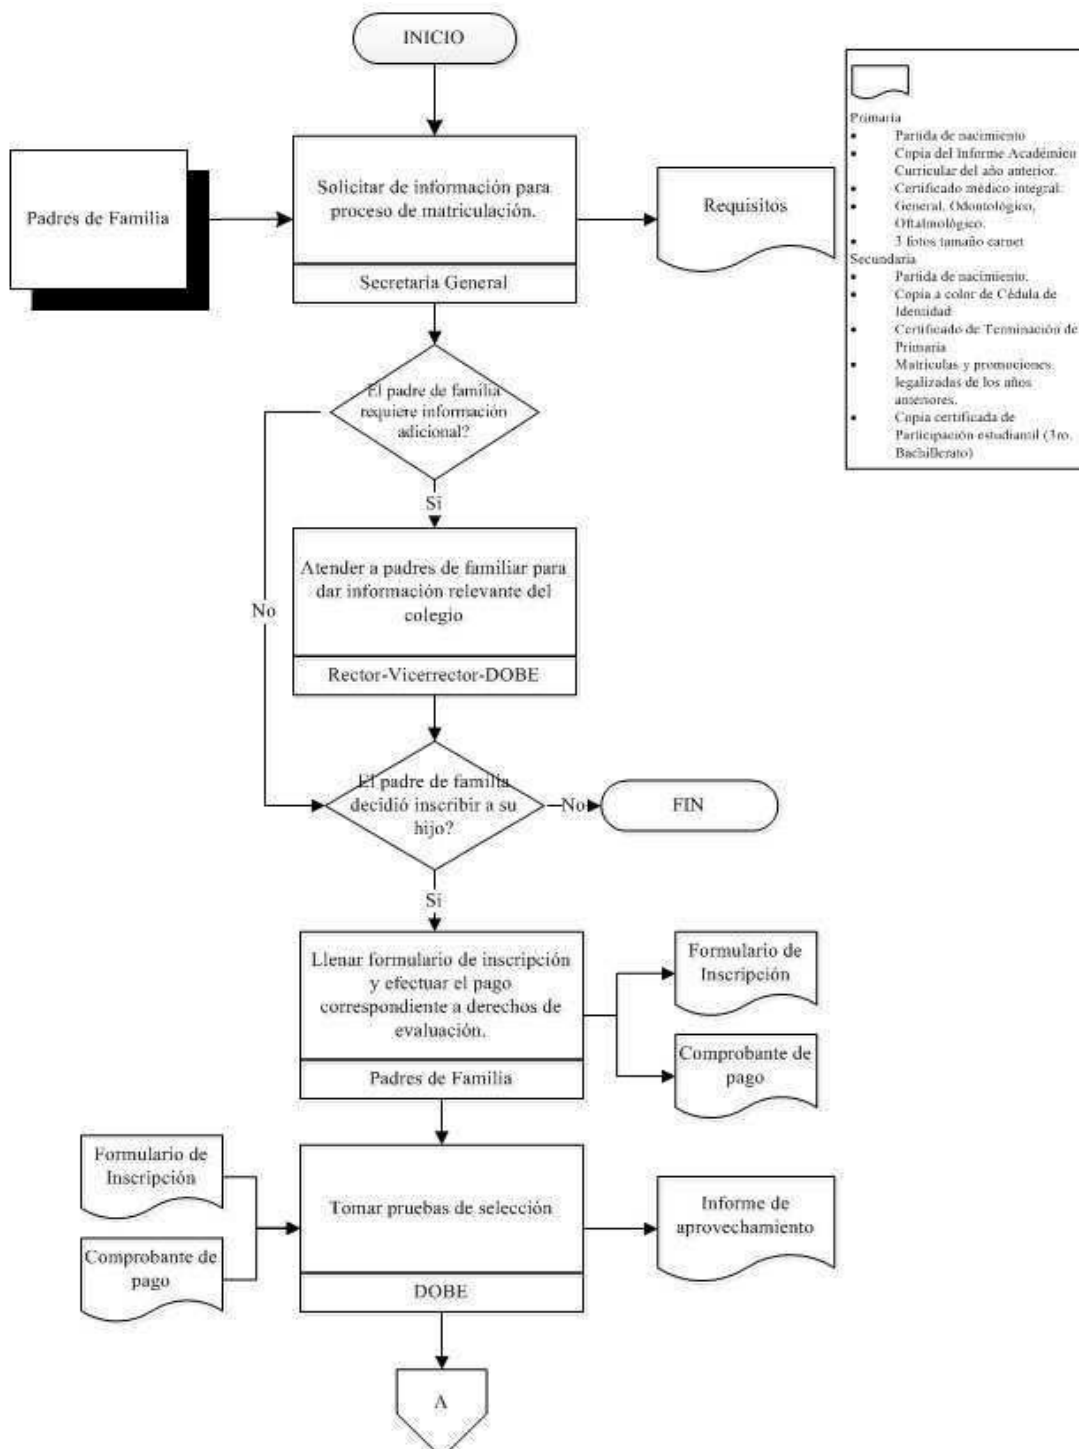 INICIO
Padres de Familia
Solicitar de información para
proceso de matriculación.
Secretaría General
Requisitos
Primaria
• Partida de nacimiento
• Copia del Informe Académico
Curricular del año anterior.
• Certificado médico integral:
• General, Odontológico,
Oftalmológico.
• 3 fotos tamaño carnet
Secundaria
• Partida de nacimiento.
• Copia a color de Cédula de
Identidad
• Certificado de Terminación de
Primaria
• Matriculas y promociones
legalizadas de los años
anteriores.
• Copia certificada de
Participación estudiantil (3ro.
Bachillerato)
El padre de familia
requiere información
adicional?
Si
No
Atender a padres de familiar para
dar información relevante del
colegio
Rector-Vicerrector-DOBE
El padre de familia
decidió inscribir a su
hijo?
No
FIN
Si
Llenar formulario de inscripción
y efectuar el pago
correspondiente a derechos de
evaluación.
Padres de Familia
Formulario de
Inscripción
Comprobante de
pago
Formulario de
Inscripción
Comprobante de
pago
Tomar pruebas de selección
DOBE
Informe de
aprovechamiento
A